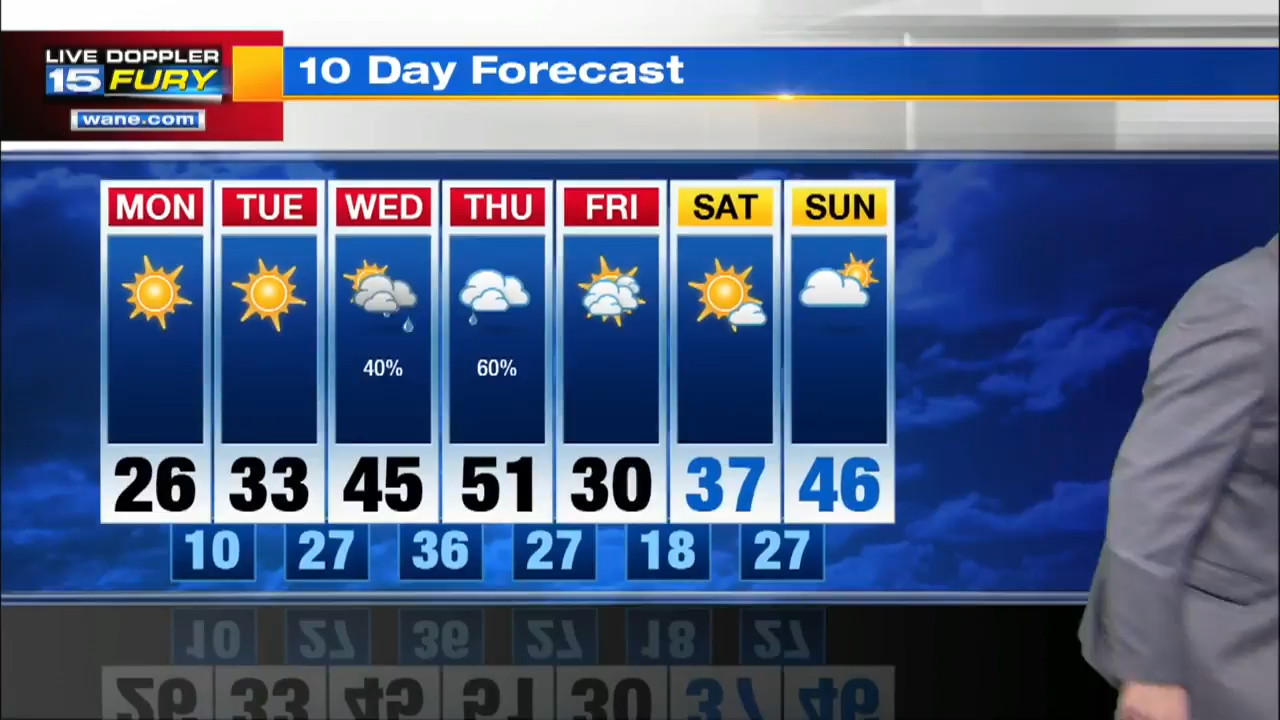 LIVE DOPPLER
15 FURY
wane.com
10 Day Forecast
MON TUE WED THU FRI SAT SUN
40% 60%
26 33 45 51 30 37 46
10 27 36 27 18 27